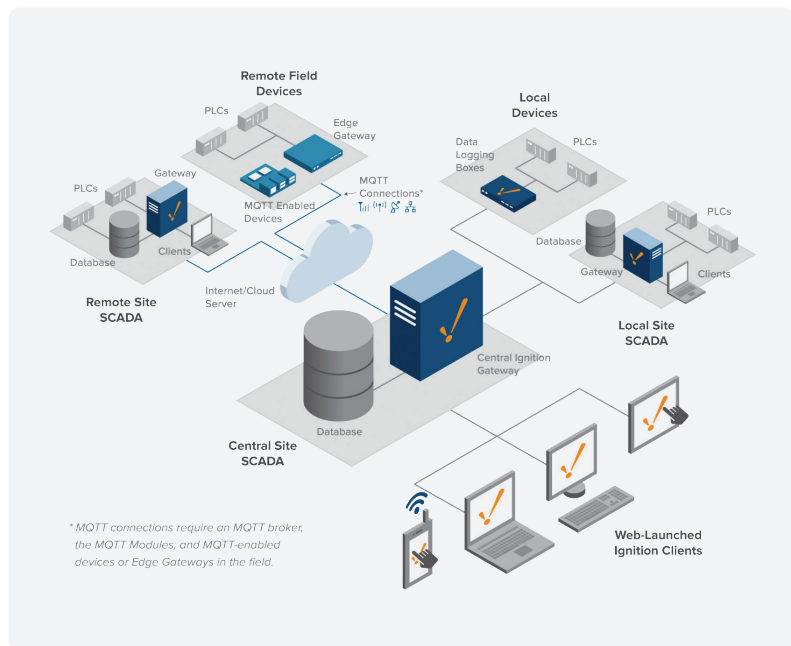 Remote Field
Devices
PLCs
Edge
Gateway
Local
Devices
Data
Logging
Boxes
PLCs
Gateway
PLCs
MQTT
Connections*
MQTT Enabled
Devices
Database
Clients
Remote Site
SCADA
Internet/Cloud
Server
PLCs
Database
Gateway
Clients
Local Site
SCADA
Central Ignition
Gateway
Database
Central Site
SCADA
Web-Launched
Ignition Clients
* MQTT connections require an MQTT broker,
the MQTT Modules, and MQTT-enabled
devices or Edge Gateways in the field.